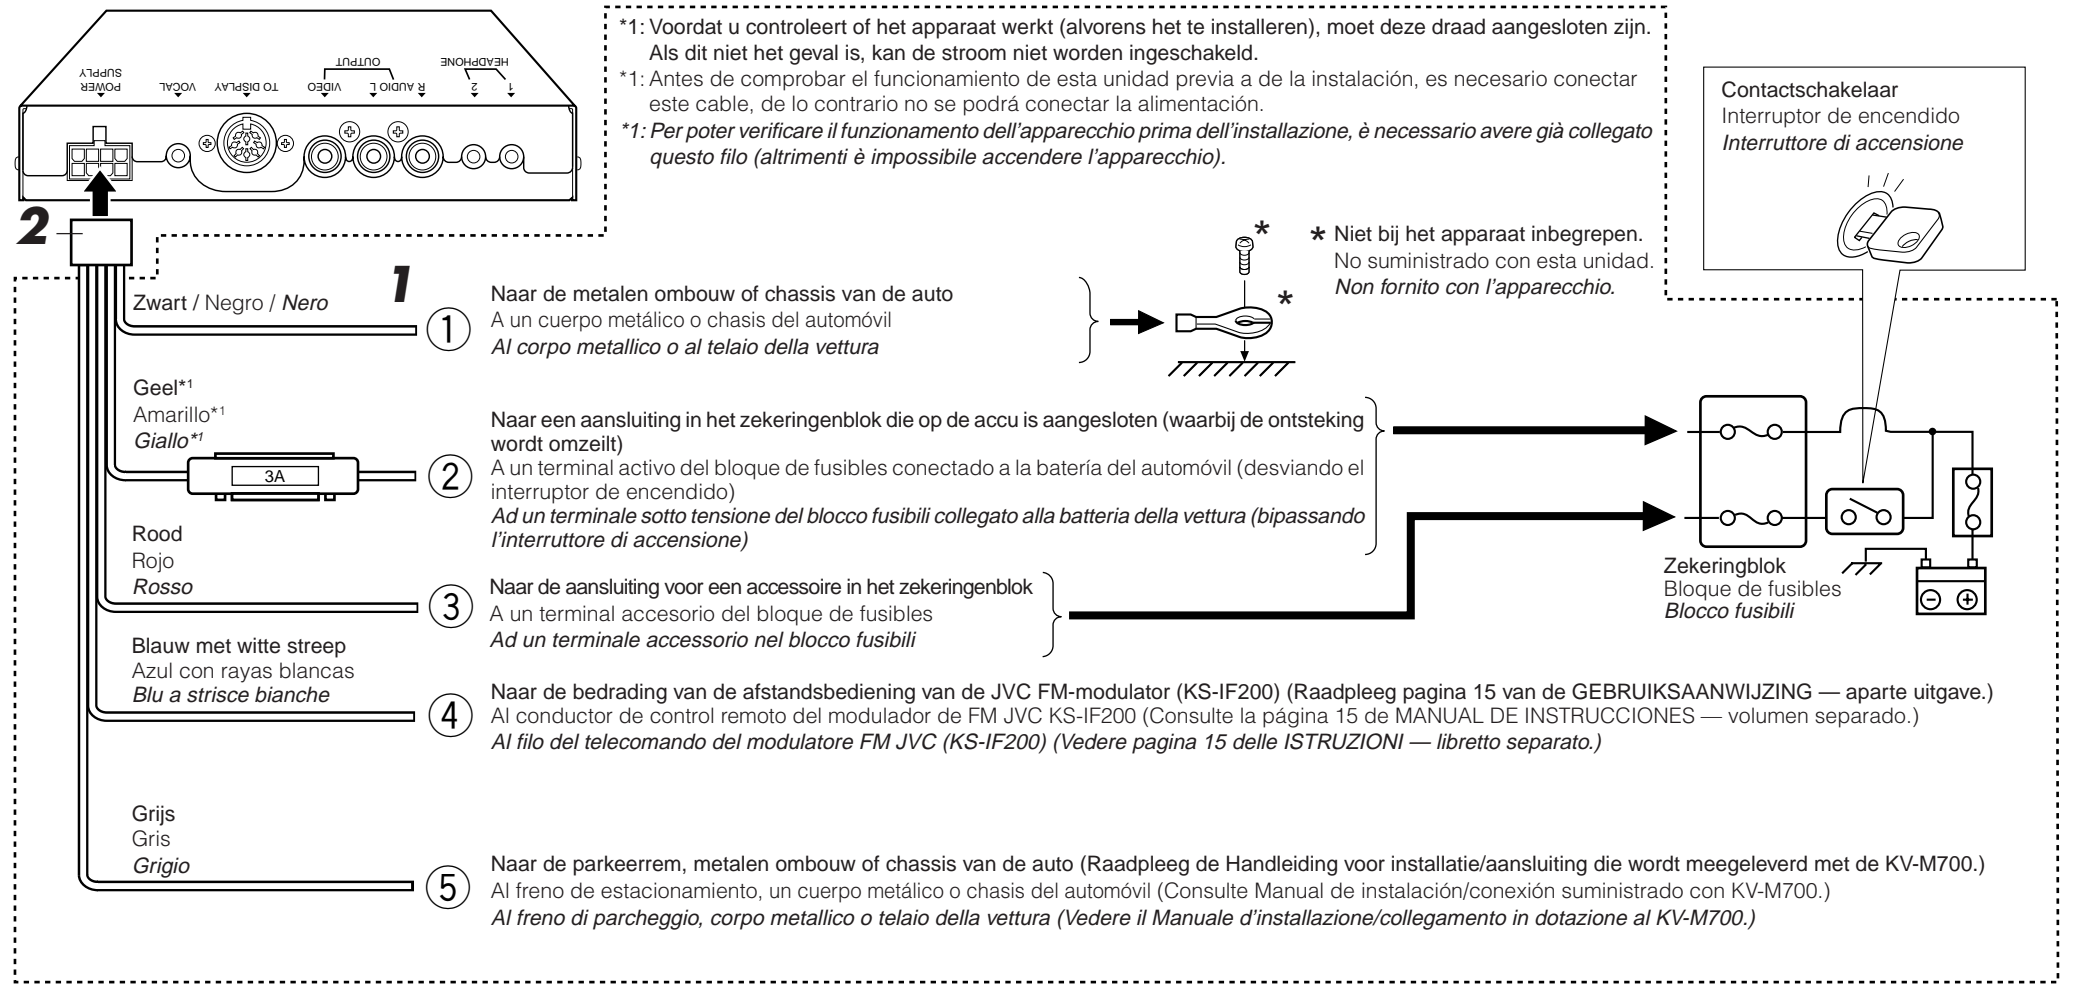 *1: Voordat u controleert of het apparaat werkt (alvorens het te installeren), moet deze draad aangesloten zijn.
Als dit niet het geval is, kan de stroom niet worden ingeschakeld.
*1: Antes de comprobar el funcionamiento de esta unidad previa a de la instalación, es necesario conectar
este cable, de lo contrario no se podrá conectar la alimentación.
*1: Per poter verificare il funzionamento dell'apparecchio prima dell'installazione, è necessario avere già collegato
questo filo (altrimenti è impossibile accendere l'apparecchio).
POWER
SUPPLY
VOCAL
TO DISPLAY
VIDEO
L AUDIO R
OUTPUT
2
1
HEADPHONE
Contactschakelaar
Interruptor de encendido
Interruttore di accensione
2
* Niet bij het apparaat inbegrepen.
No suministrado con esta unidad.
Non fornito con l'apparecchio.
*
*
1
Zwart / Negro / Nero
1
Naar de metalen ombouw of chassis van de auto
A un cuerpo metálico o chasis del automóvil
Al corpo metallico o al telaio della vettura
Geel*1
Amarillo*1
Giallo*1
3A
2
Naar een aansluiting in het zekeringenblok die op de accu is aangesloten (waarbij de ontsteking
wordt omzeilt)
A un terminal activo del bloque de fusibles conectado a la batería del automóvil (desviando el
interruptor de encendido)
Ad un terminale sotto tensione del blocco fusibili collegato alla batteria della vettura (bipassando
l'interruttore di accensione)
Rood
Rojo
Rosso
3
Naar de aansluiting voor een accessoire in het zekeringenblok
A un terminal accesorio del bloque de fusibles
Ad un terminale accessorio nel blocco fusibili
Zekeringblok
Bloque de fusibles
Blocco fusibili
− +
Blauw met witte streep
Azul con rayas blancas
Blu a strisce bianche
4
Naar de bedrading van de afstandsbediening van de JVC FM-modulator (KS-IF200) (Raadpleeg pagina 15 van de GEBRUIKSAANWIJZING — aparte uitgave.)
Al conductor de control remoto del modulador de FM JVC KS-IF200 (Consulte la página 15 de MANUAL DE INSTRUCCIONES — volumen separado.)
Al filo del telecomando del modulatore FM JVC (KS-IF200) (Vedere pagina 15 delle ISTRUZIONI — libretto separato.)
Grijs
Gris
Grigio
5
Naar de parkeerrem, metalen ombouw of chassis van de auto (Raadpleeg de Handleiding voor installatie/aansluiting die wordt meegeleverd met de KV-M700.)
Al freno de estacionamiento, un cuerpo metálico o chasis del automóvil (Consulte Manual de instalación/conexión suministrado con KV-M700.)
Al freno di parcheggio, corpo metallico o telaio della vettura (Vedere il Manuale d'installazione/collegamento in dotazione al KV-M700.)